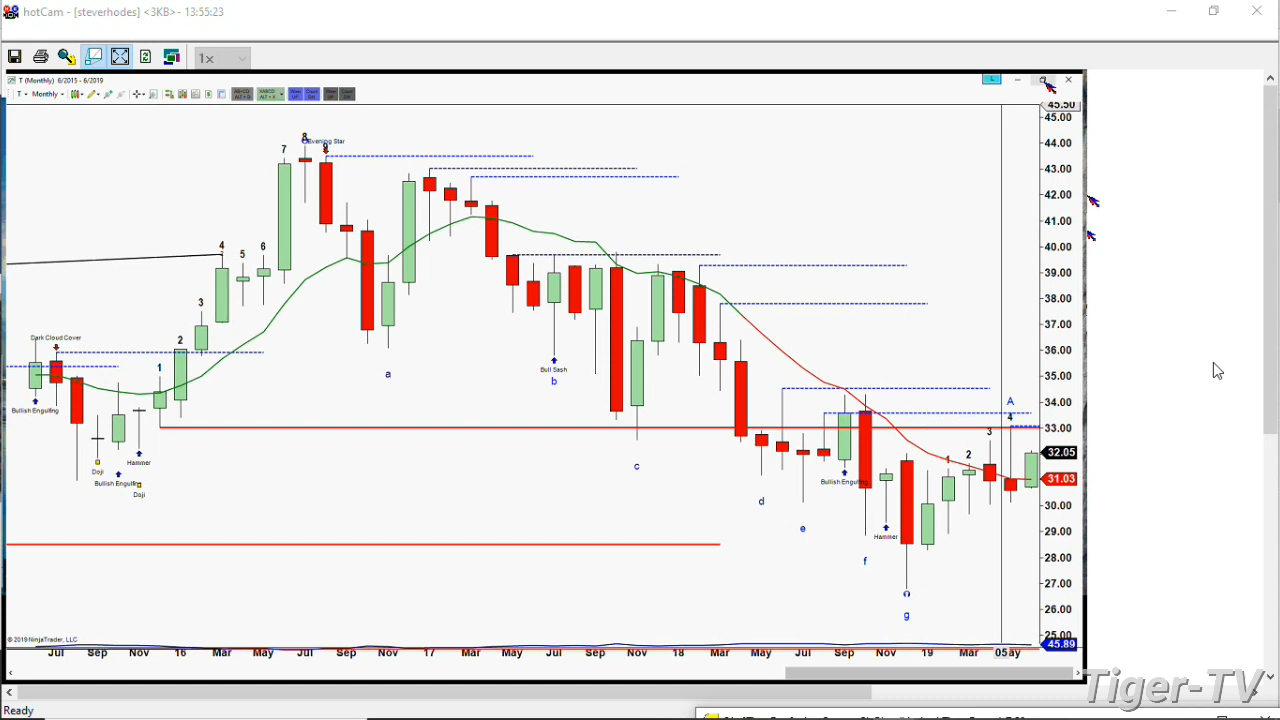 hotCam - [steverhodes] <3KB> - 13:55:23
1x
T (Monthly) 6/2015 - 6/2019
L
T Monthly
45.50
45.00
44.00
43.00
42.00
41.00
40.00
39.00
38.00
37.00
36.00
35.00
34.00
33.00
32.05
31.03
30.00
29.00
28.00
27.00
26.00
25.00
45.89
8
Evening Star
7
9
4
5
6
3
2
1
Dark Cloud Cover
Bullish Engulfing
Doji
Hammer
Bullish Engulfing
Doji
a
Bull Sash
b
c
d
e
Bullish Engulfing
f
Hammer
g
1
2
3
4
A
© 2019 NinjaTrader, LLC
Jul Sep Nov 16 Mar May Jul Sep Nov 17 Mar May Jul Sep Nov 18 Mar May Jul Sep Nov 19 Mar
Tiger-TV
Ready